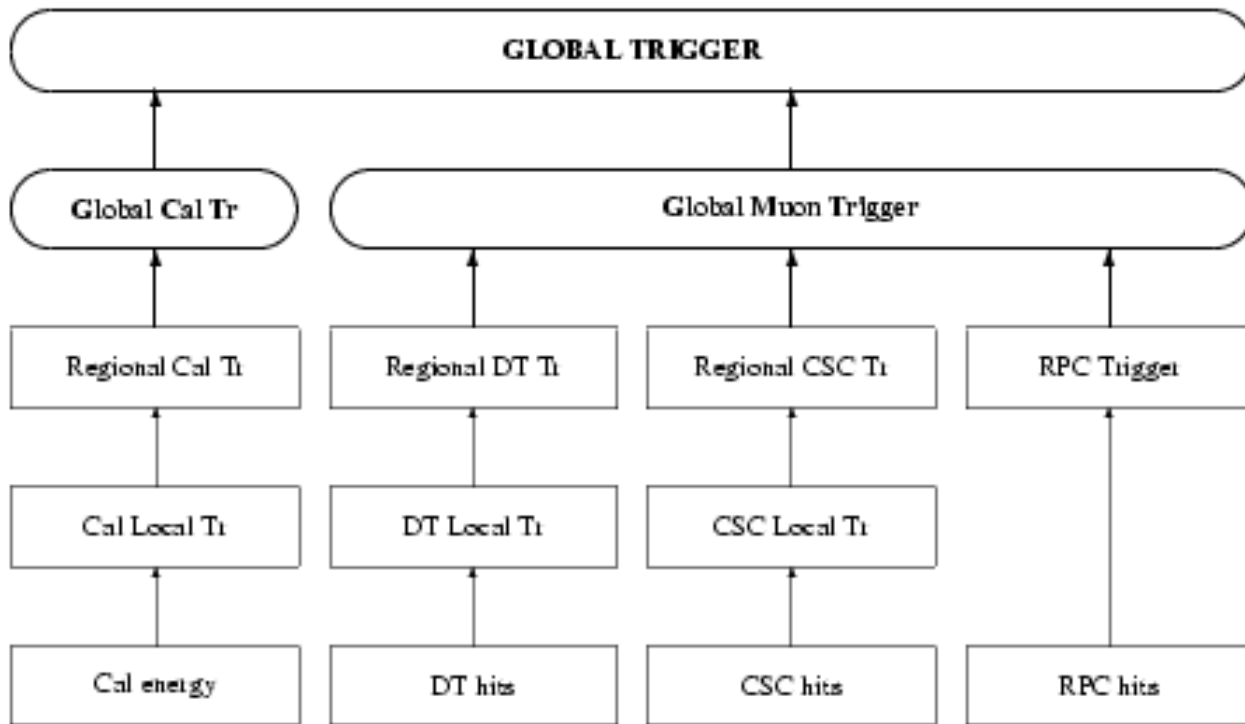 GLOBAL TRIGGER
Global Cal Tr
Global Muon Trigger
Regional Cal Tr
Regional DT Tr
Regional CSC Tr
RPC Trigger
Cal Local Tr
DT Local Tr
CSC Local Tr
Cal energy
DT hits
CSC hits
RPC hits